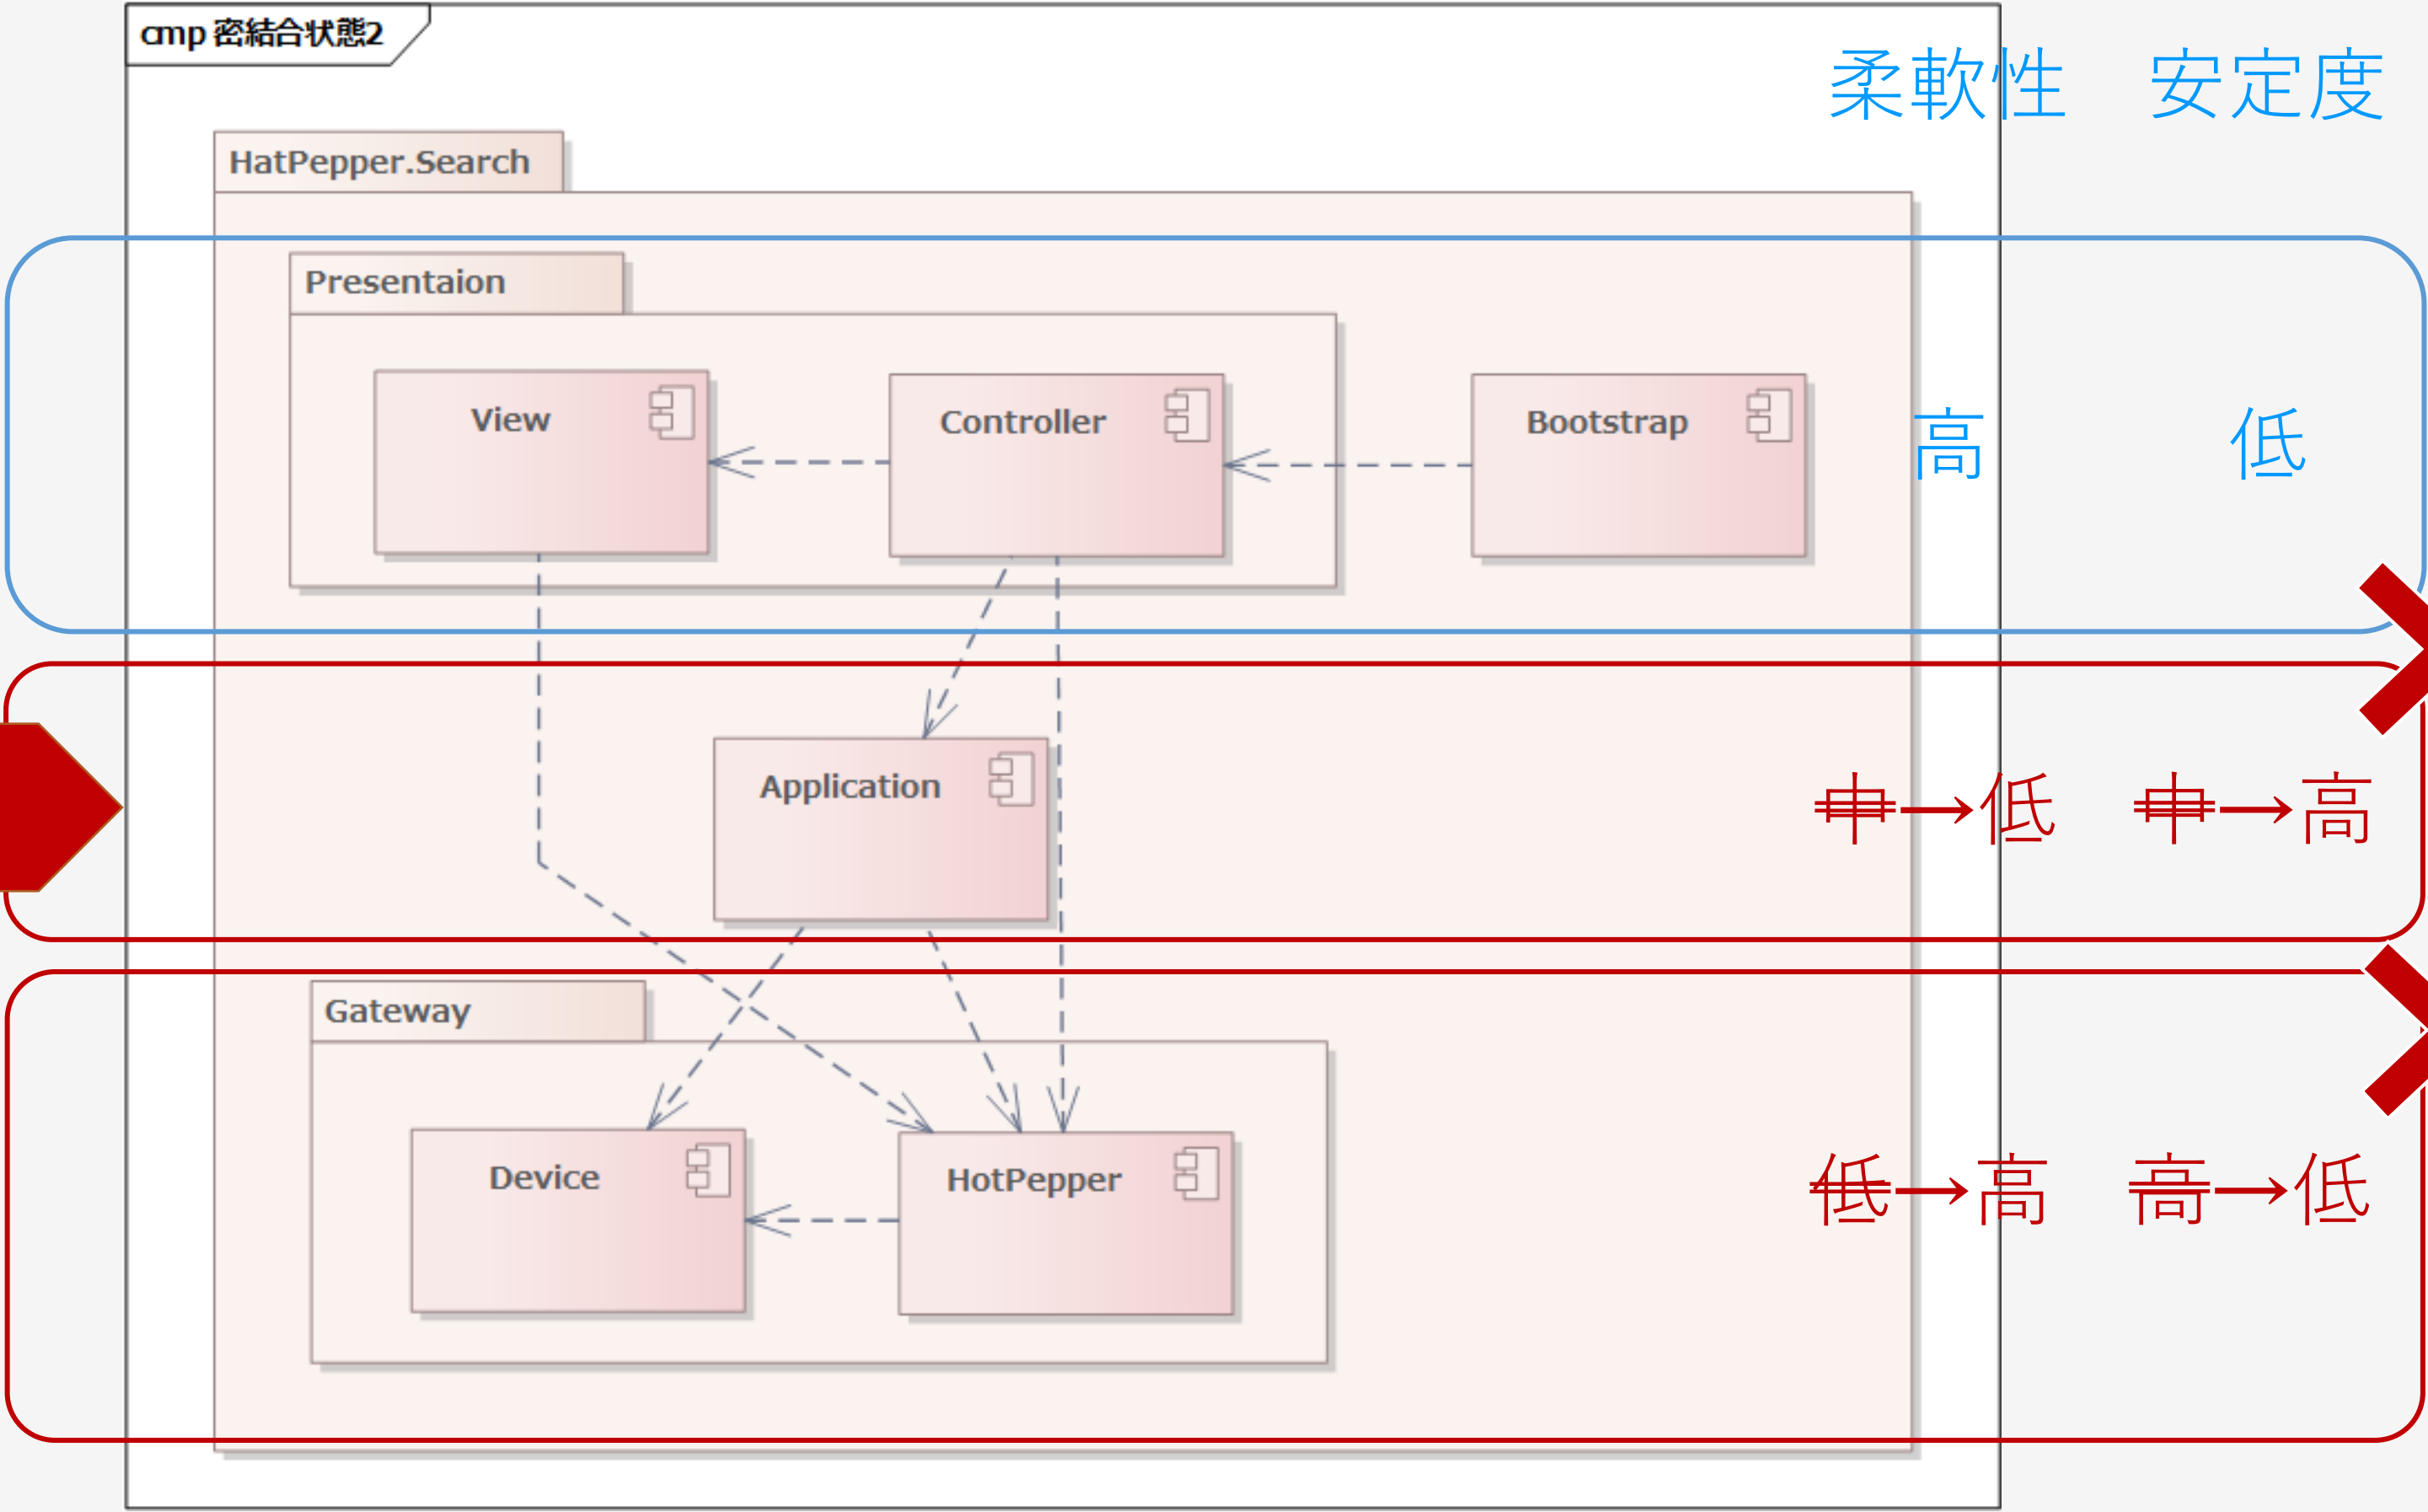 cmp 密結合状態2
柔軟性 安定度
HatPepper.Search
Presentaion
View
Controller
Bootstrap
高 低
Application
中→低 中→高
Gateway
Device
HotPepper
低→高 高→低